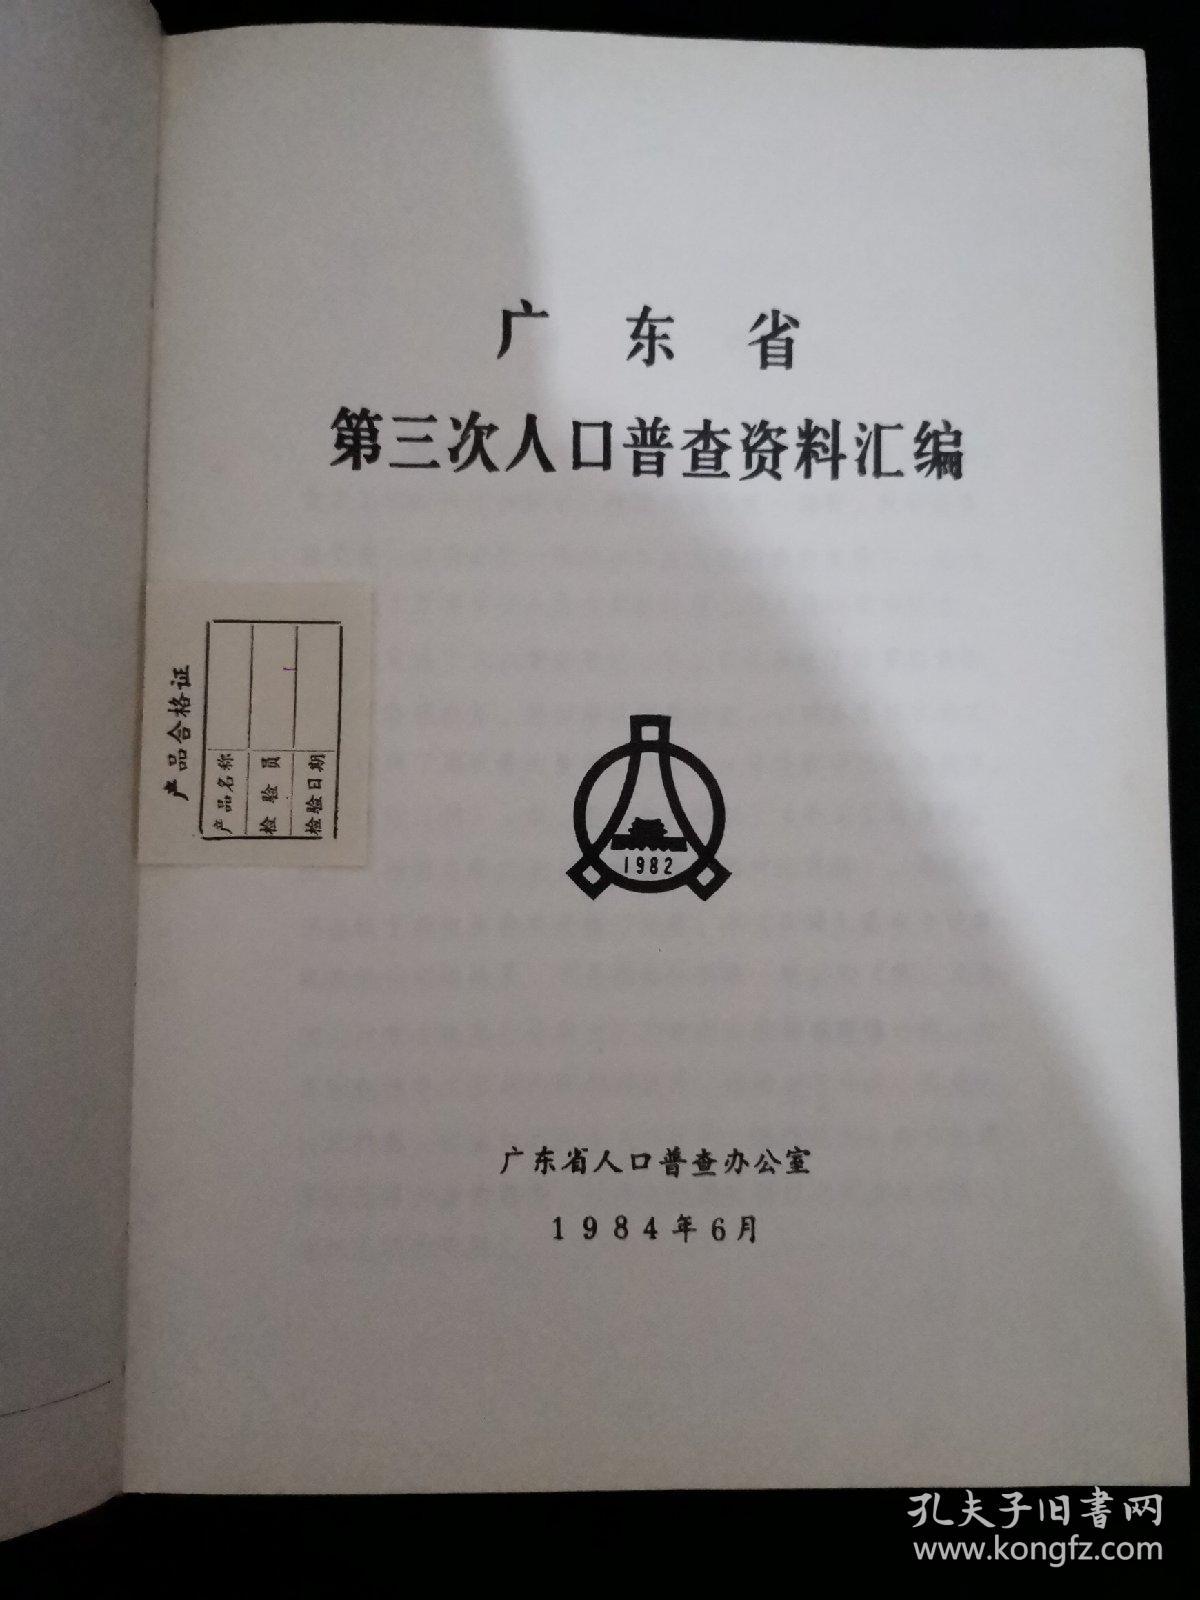 广东省
第三次人口普查资料汇编
产品合格证
产品名称
检验员
检验日期
1982
广东省人口普查办公室
1984年6月
孔夫子旧书网
www.kongfz.com